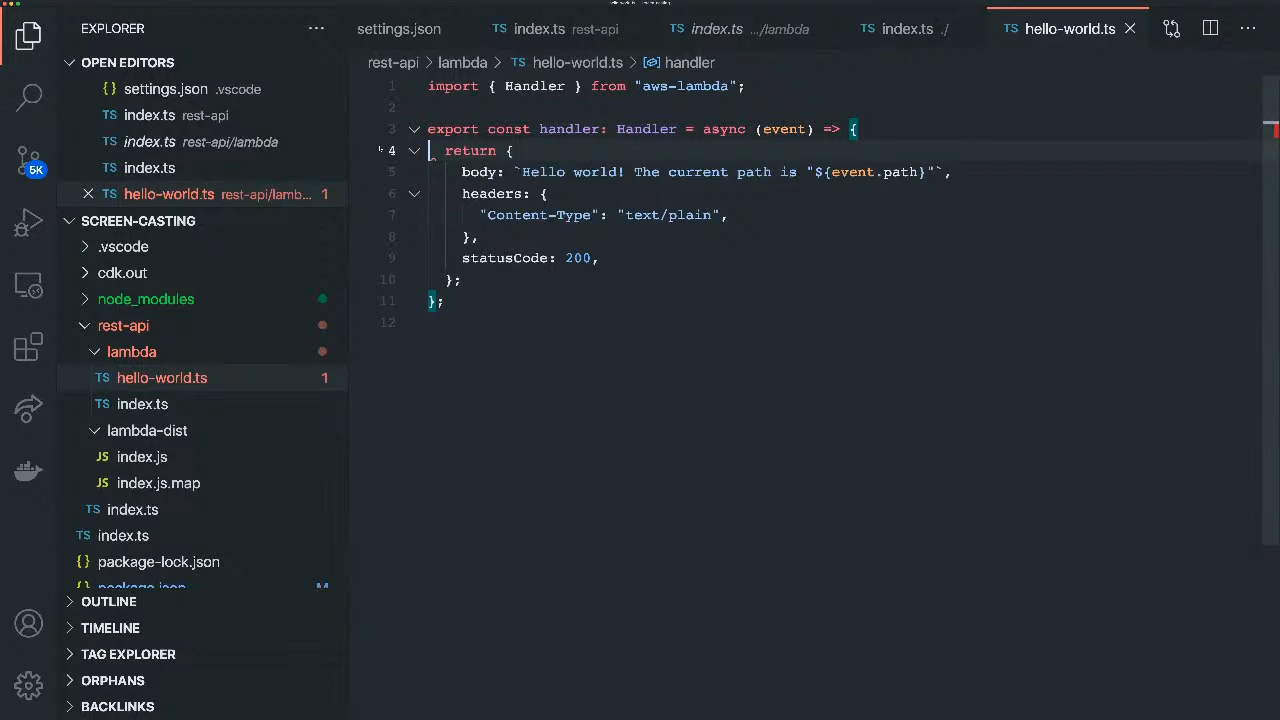 EXPLORER
settings.json
TS index.ts rest-api
TS index.ts .../lambda
TS index.ts ./
TS hello-world.ts
OPEN EDITORS
{} settings.json .vscode
TS index.ts rest-api
TS index.ts rest-api/lambda
TS index.ts
TS hello-world.ts rest-api/lamb... 1
SCREEN-CASTING
.vscode
cdk.out
node_modules
rest-api
lambda
TS hello-world.ts 1
TS index.ts
lambda-dist
JS index.js
JS index.js.map
TS index.ts
TS index.ts
{} package-lock.json
{} package.json M
OUTLINE
TIMELINE
TAG EXPLORER
ORPHANS
BACKLINKS
5K
rest-api > lambda > TS hello-world.ts > handler
1 import { Handler } from "aws-lambda";
2
3 export const handler: Handler = async (event) => {
4 return {
5 body: `Hello world! The current path is "${event.path}"`,
6 headers: {
7 "Content-Type": "text/plain",
8 },
9 statusCode: 200,
10 };
11 };
12